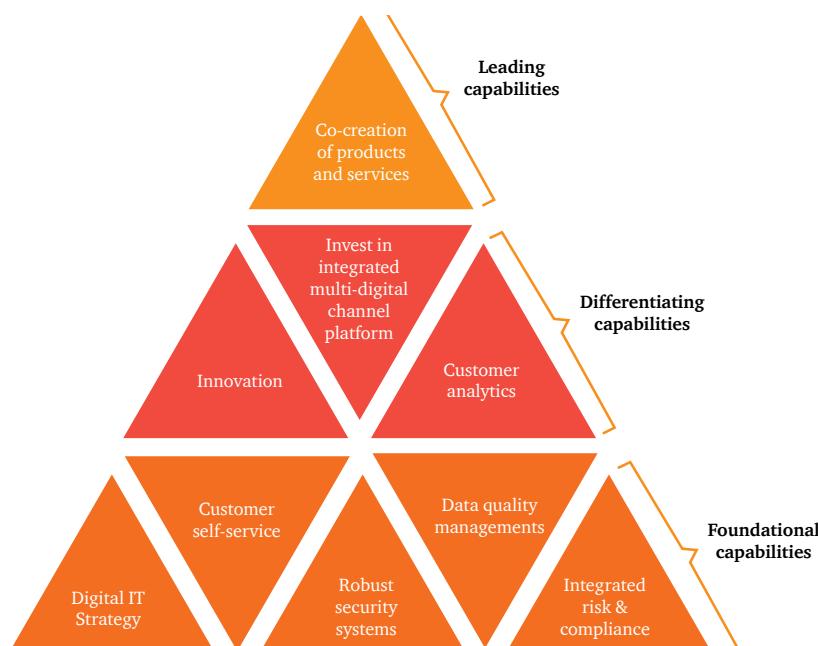 Leading
capabilities
Co-creation
of products
and services
Invest in
integrated
multi-digital
channel
platform
Differentiating
capabilities
Innovation
Customer
analytics
Customer
self-service
Data quality
managements
Foundational
capabilities
Digital IT
Strategy
Robust
security
systems
Integrated
risk &
compliance